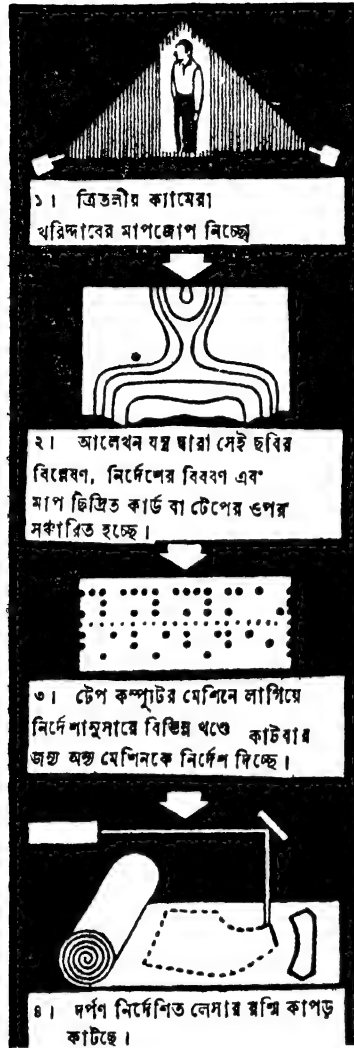 ১। ত্রিতলীয় ক্যামেরা
খরিদ্দাবের মাপজোপ নিচ্ছে
২। আলেখন যন্ত্র দ্বারা সেই ছবির
বিশ্লেষণ, নির্দেশের বিববণ এবং
মাপ ছিদ্রিত কার্ড বা টেপের ওপর
সঞ্চারিত হচ্ছে।
৩। টেপ কম্প্যুটর মেশিনে লাগিয়ে
নির্দেশানুসারে বিভিন্ন খণ্ডে কাটবার
জন্য অন্য মেশিনকে নির্দেশ দিচ্ছে।
৪। দর্পণ নির্দেশিত লেসার রশ্মি কাপড়
কাটছে।